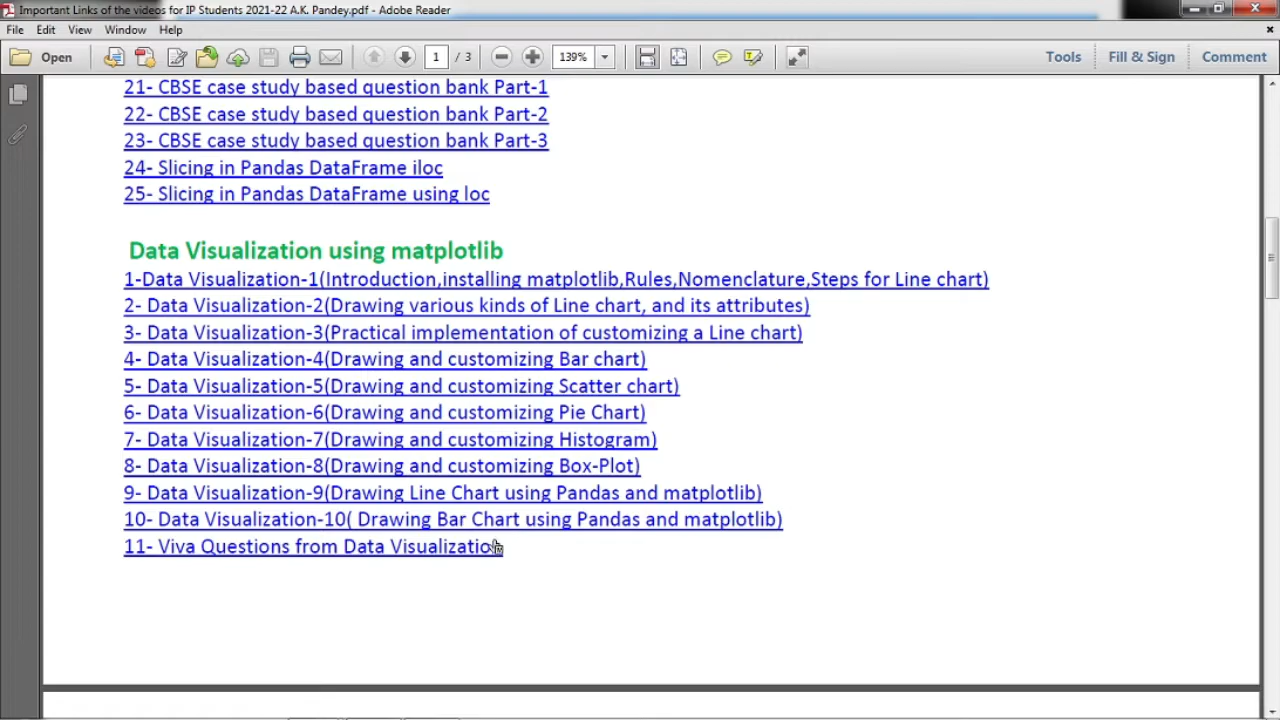 Important Links of the videos for IP Students 2021-22 A.K. Pandey.pdf - Adobe Reader
File Edit View Window Help
Open 1 / 3 139% Tools Fill & Sign Comment
21- CBSE case study based question bank Part-1
22- CBSE case study based question bank Part-2
23- CBSE case study based question bank Part-3
24- Slicing in Pandas DataFrame iloc
25- Slicing in Pandas DataFrame using loc
Data Visualization using matplotlib
1-Data Visualization-1(Introduction,installing matplotlib,Rules,Nomenclature,Steps for Line chart)
2- Data Visualization-2(Drawing various kinds of Line chart, and its attributes)
3- Data Visualization-3(Practical implementation of customizing a Line chart)
4- Data Visualization-4(Drawing and customizing Bar chart)
5- Data Visualization-5(Drawing and customizing Scatter chart)
6- Data Visualization-6(Drawing and customizing Pie Chart)
7- Data Visualization-7(Drawing and customizing Histogram)
8- Data Visualization-8(Drawing and customizing Box-Plot)
9- Data Visualization-9(Drawing Line Chart using Pandas and matplotlib)
10- Data Visualization-10( Drawing Bar Chart using Pandas and matplotlib)
11- Viva Questions from Data Visualization